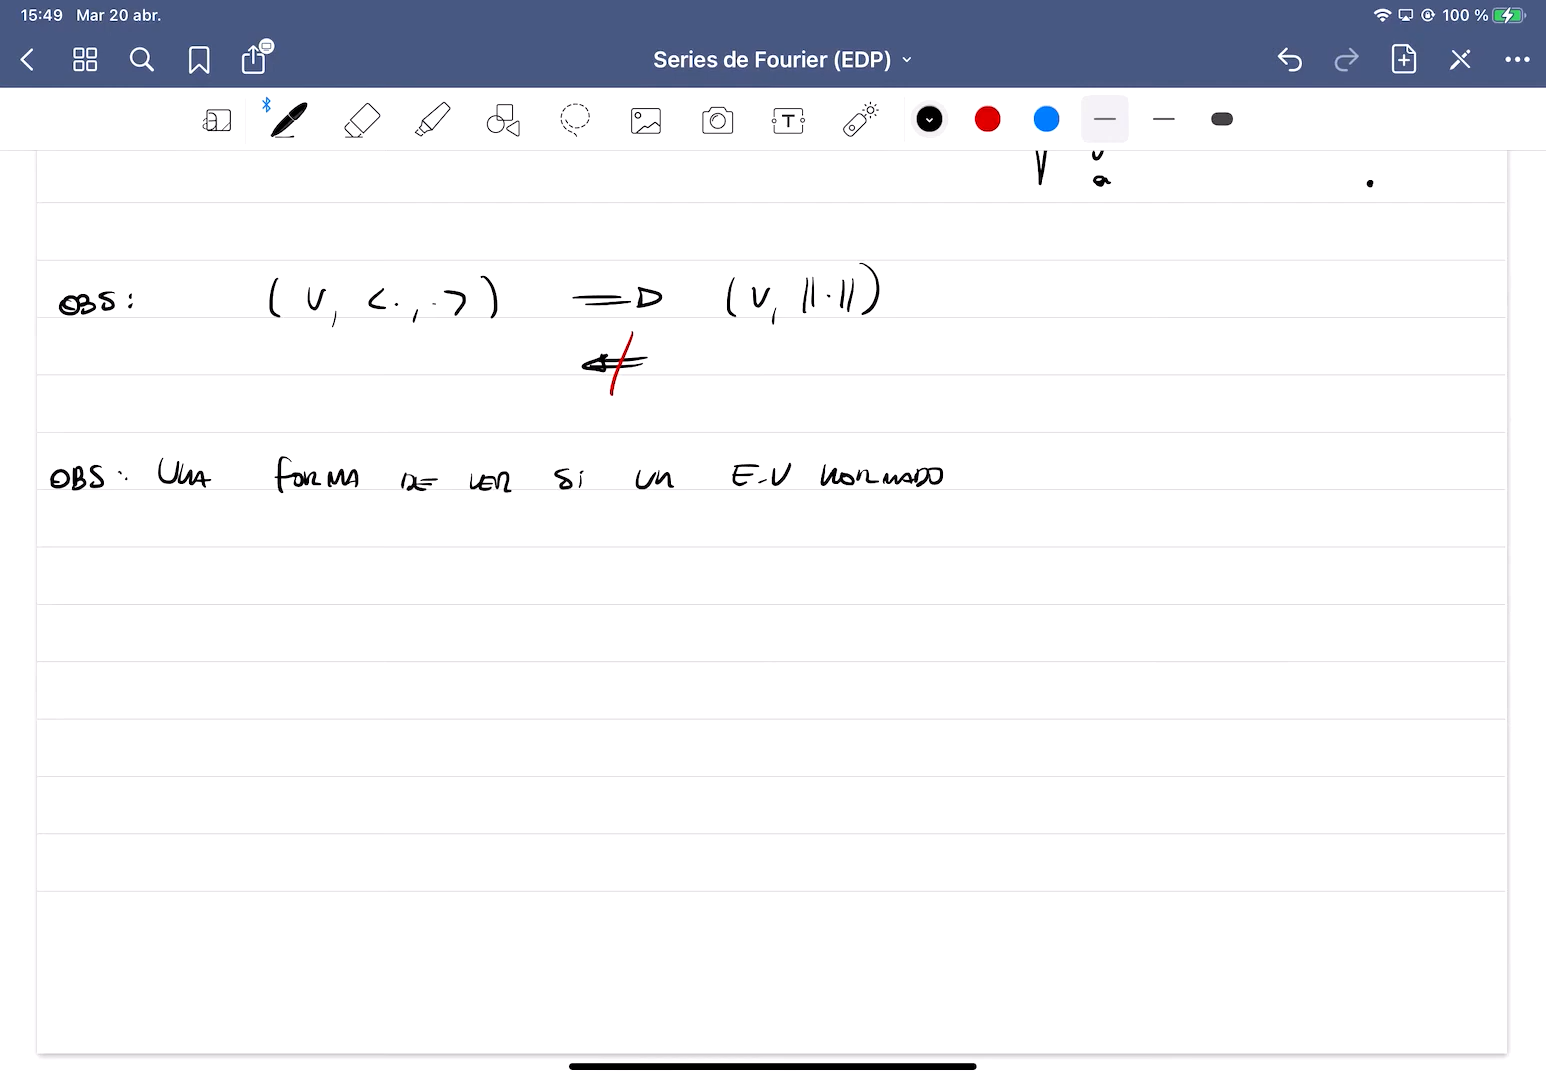 15:49 Mar 20 abr. 100 %
Series de Fourier (EDP)
OBS: (V, <·,·>) ⟹ (V, ||·||)
⇍
OBS: UNA FORMA DE VER SI UN E.V NORMADO